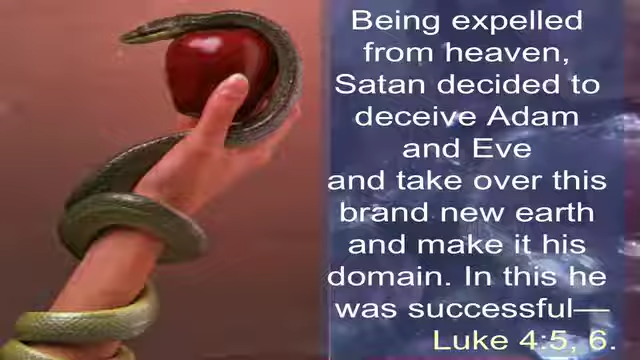 Being expelled
from heaven,
Satan decided to
deceive Adam
and Eve
and take over this
brand new earth
and make it his
domain. In this he
was successful—
Luke 4:5, 6.